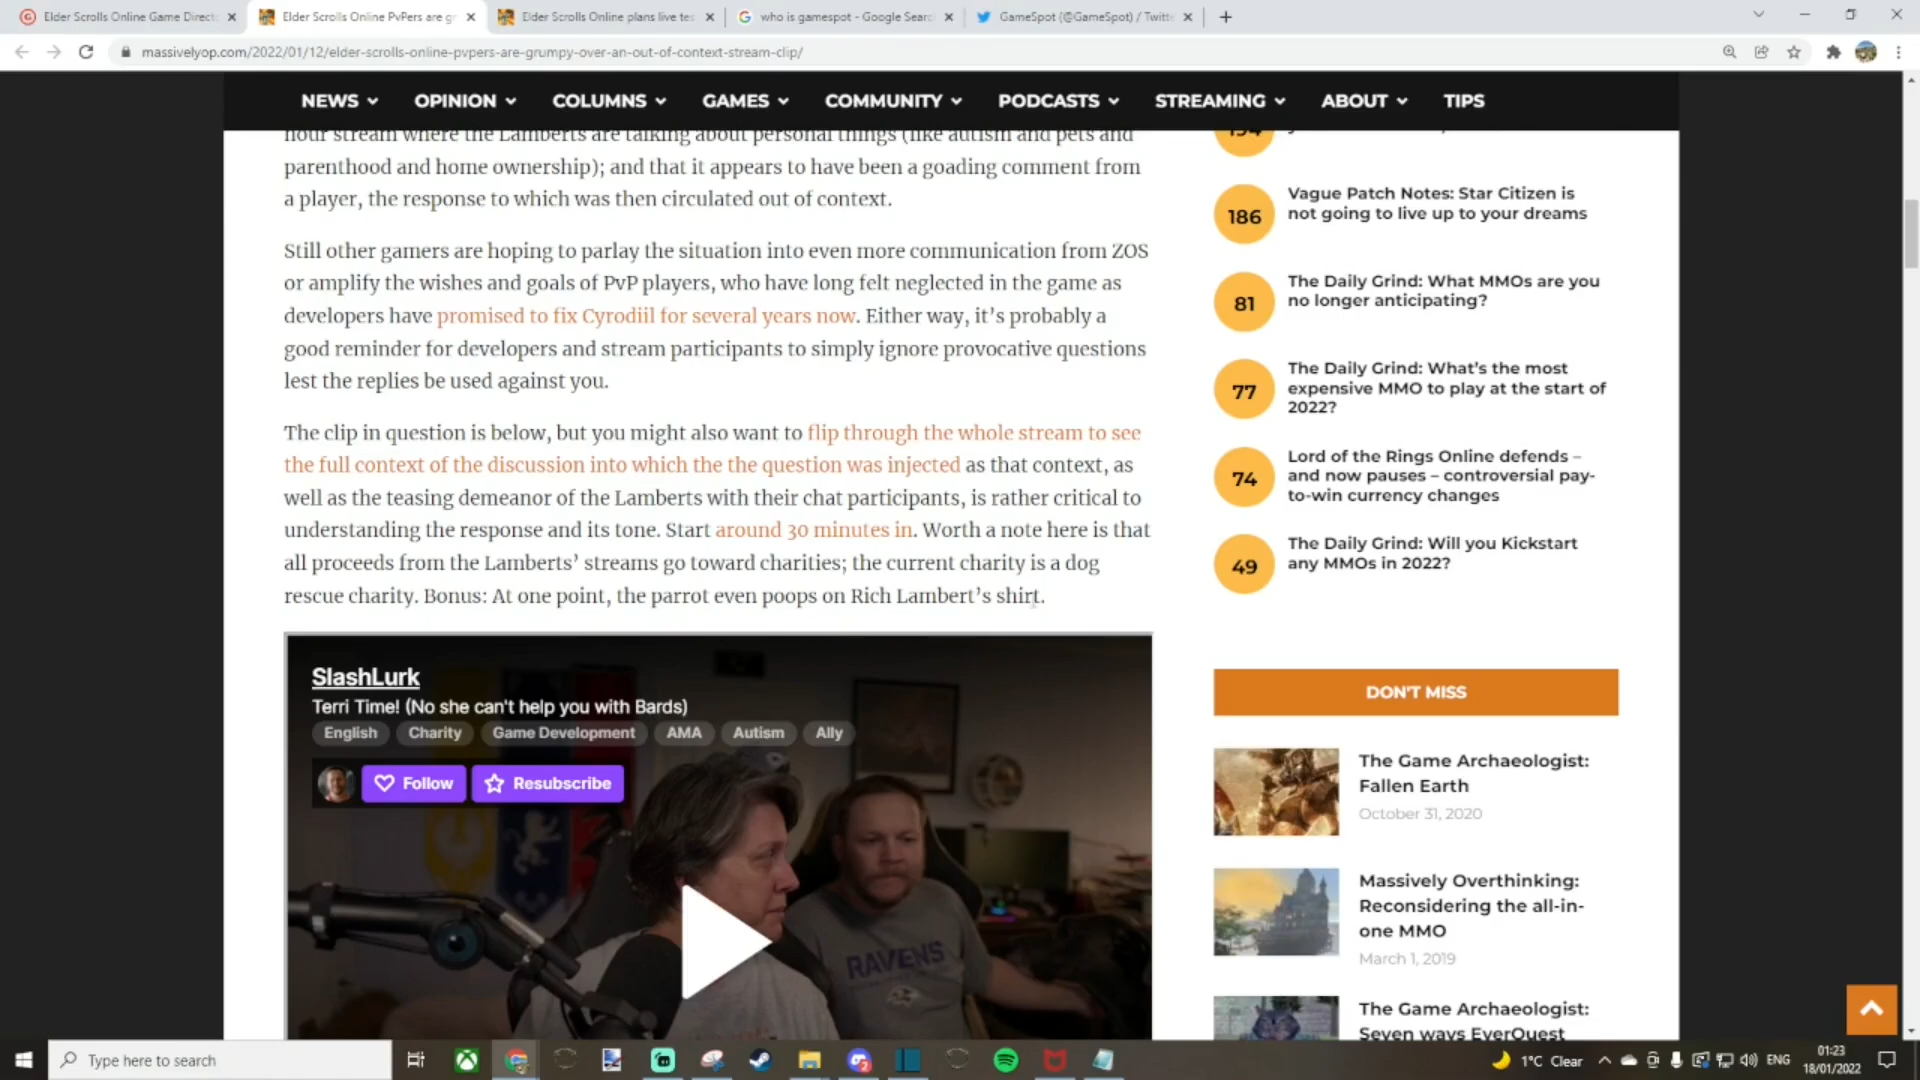 Elder Scrolls Online Game Direct
Elder Scrolls Online PvPers are gr
Elder Scrolls Online plans live tes
who is gamespot - Google Searc
GameSpot (@GameSpot) / Twitte
massivelyop.com/2022/01/12/elder-scrolls-online-pvpers-are-grumpy-over-an-out-of-context-stream-clip/
NEWS OPINION COLUMNS GAMES COMMUNITY PODCASTS STREAMING ABOUT TIPS
hour stream where the Lamberts are talking about personal things (like autism and pets and
parenthood and home ownership); and that it appears to have been a goading comment from
a player, the response to which was then circulated out of context.
Still other gamers are hoping to parlay the situation into even more communication from ZOS
or amplify the wishes and goals of PvP players, who have long felt neglected in the game as
developers have promised to fix Cyrodiil for several years now. Either way, it's probably a
good reminder for developers and stream participants to simply ignore provocative questions
lest the replies be used against you.
The clip in question is below, but you might also want to flip through the whole stream to see
the full context of the discussion into which the the question was injected as that context, as
well as the teasing demeanor of the Lamberts with their chat participants, is rather critical to
understanding the response and its tone. Start around 30 minutes in. Worth a note here is that
all proceeds from the Lamberts' streams go toward charities; the current charity is a dog
rescue charity. Bonus: At one point, the parrot even poops on Rich Lambert's shirt.
SlashLurk
Terri Time! (No she can't help you with Bards)
English Charity Game Development AMA Autism Ally
Follow Resubscribe
RAVENS
194
186
Vague Patch Notes: Star Citizen is
not going to live up to your dreams
81
The Daily Grind: What MMOs are you
no longer anticipating?
77
The Daily Grind: What's the most
expensive MMO to play at the start of
2022?
74
Lord of the Rings Online defends –
and now pauses – controversial pay-
to-win currency changes
49
The Daily Grind: Will you Kickstart
any MMOs in 2022?
DON'T MISS
The Game Archaeologist:
Fallen Earth
October 31, 2020
Massively Overthinking:
Reconsidering the all-in-
one MMO
March 1, 2019
The Game Archaeologist:
Seven ways EverQuest
Type here to search
1°C Clear
ENG
01:23
18/01/2022